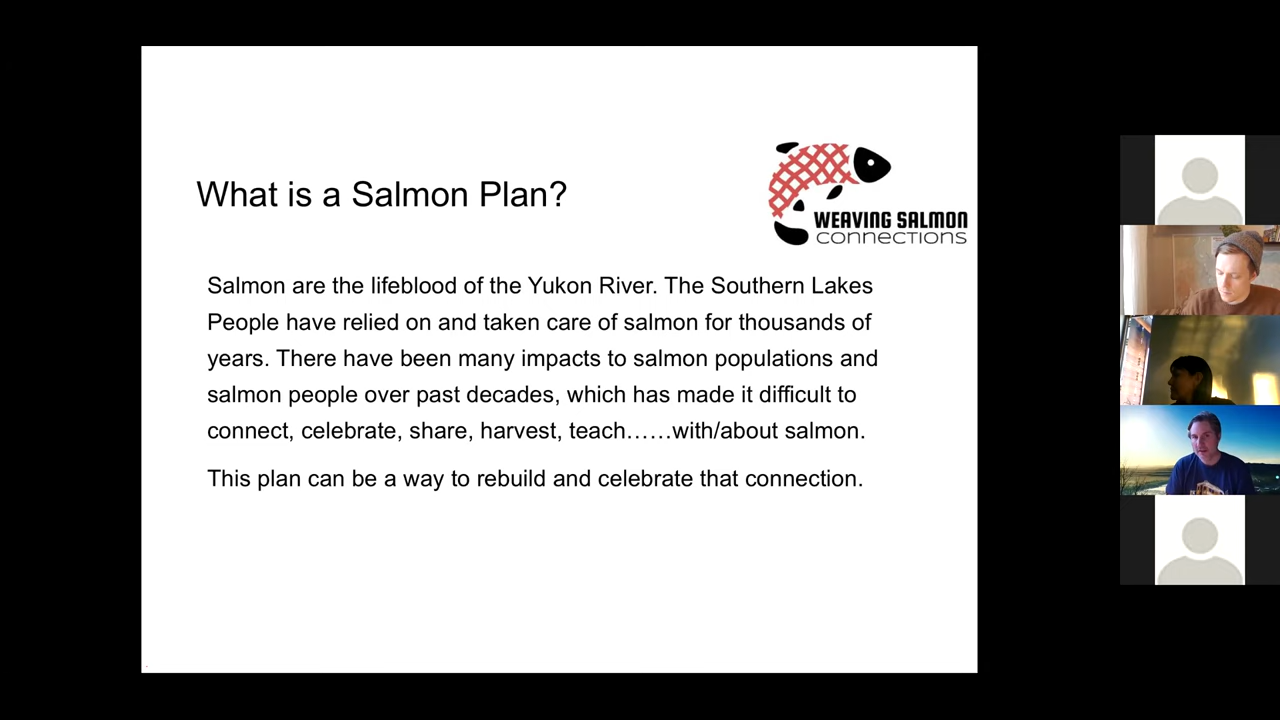 What is a Salmon Plan?
WEAVING SALMON
connections
Salmon are the lifeblood of the Yukon River. The Southern Lakes
People have relied on and taken care of salmon for thousands of
years. There have been many impacts to salmon populations and
salmon people over past decades, which has made it difficult to
connect, celebrate, share, harvest, teach……with/about salmon.
This plan can be a way to rebuild and celebrate that connection.